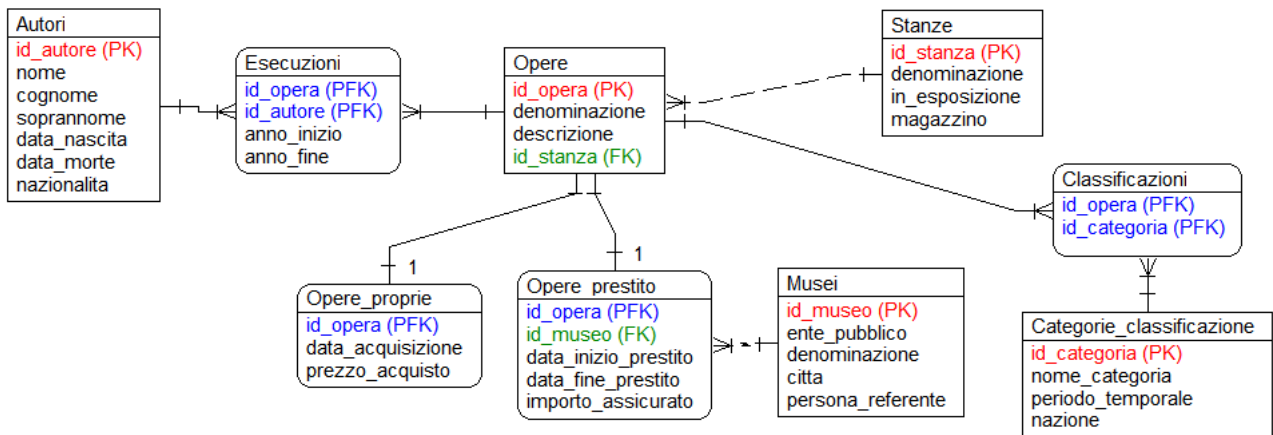 Autori
id_autore (PK)
nome
cognome
soprannome
data_nascita
data_morte
nazionalita
Esecuzioni
id_opera (PFK)
id_autore (PFK)
anno_inizio
anno_fine
Opere
id_opera (PK)
denominazione
descrizione
id_stanza (FK)
Stanze
id_stanza (PK)
denominazione
in_esposizione
magazzino
Classificazioni
id_opera (PFK)
id_categoria (PFK)
1
Opere_proprie
id_opera (PFK)
data_acquisizione
prezzo_acquisto
1
Opere_prestito
id_opera (PFK)
id_museo (FK)
data_inizio_prestito
data_fine_prestito
importo_assicurato
Musei
id_museo (PK)
ente_pubblico
denominazione
citta
persona_referente
Categorie_classificazione
id_categoria (PK)
nome_categoria
periodo_temporale
nazione